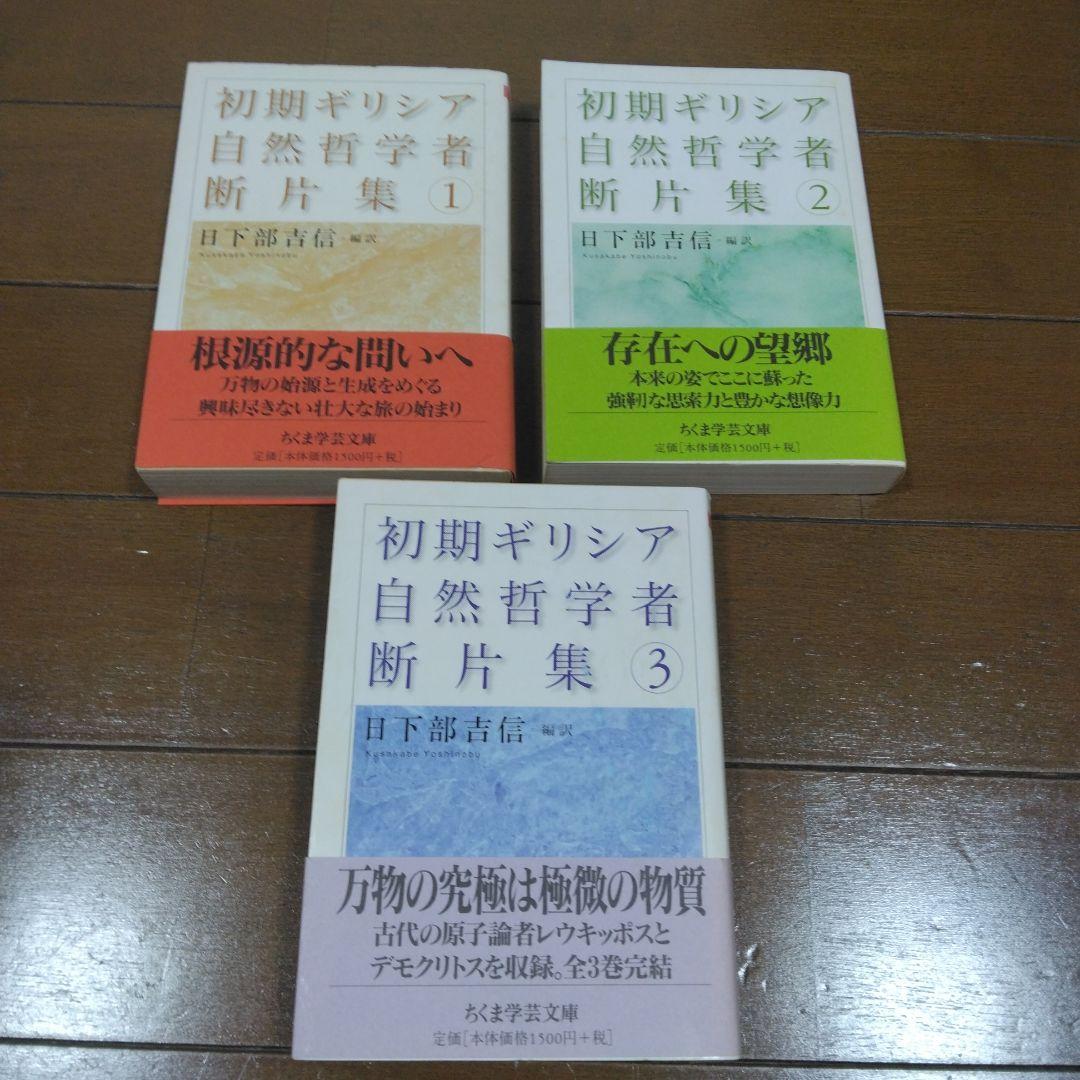 初期ギリシア
自然哲学者
断片集 ①
日下部吉信 編訳
Kusakabe Yoshinobu
根源的な問いへ
万物の始源と生成をめぐる
興味尽きない壮大な旅の始まり
ちくま学芸文庫
定価[本体価格1500円+税]
初期ギリシア
自然哲学者
断片集 ②
日下部吉信 編訳
Kusakabe Yoshinobu
存在への望郷
本来の姿でここに蘇った
強靭な思索力と豊かな想像力
ちくま学芸文庫
定価[本体価格1500円+税]
初期ギリシア
自然哲学者
断片集 ③
日下部吉信 編訳
Kusakabe Yoshinobu
万物の究極は極微の物質
古代の原子論者レウキッポスと
デモクリトスを収録。全3巻完結
ちくま学芸文庫
定価[本体価格1500円+税]